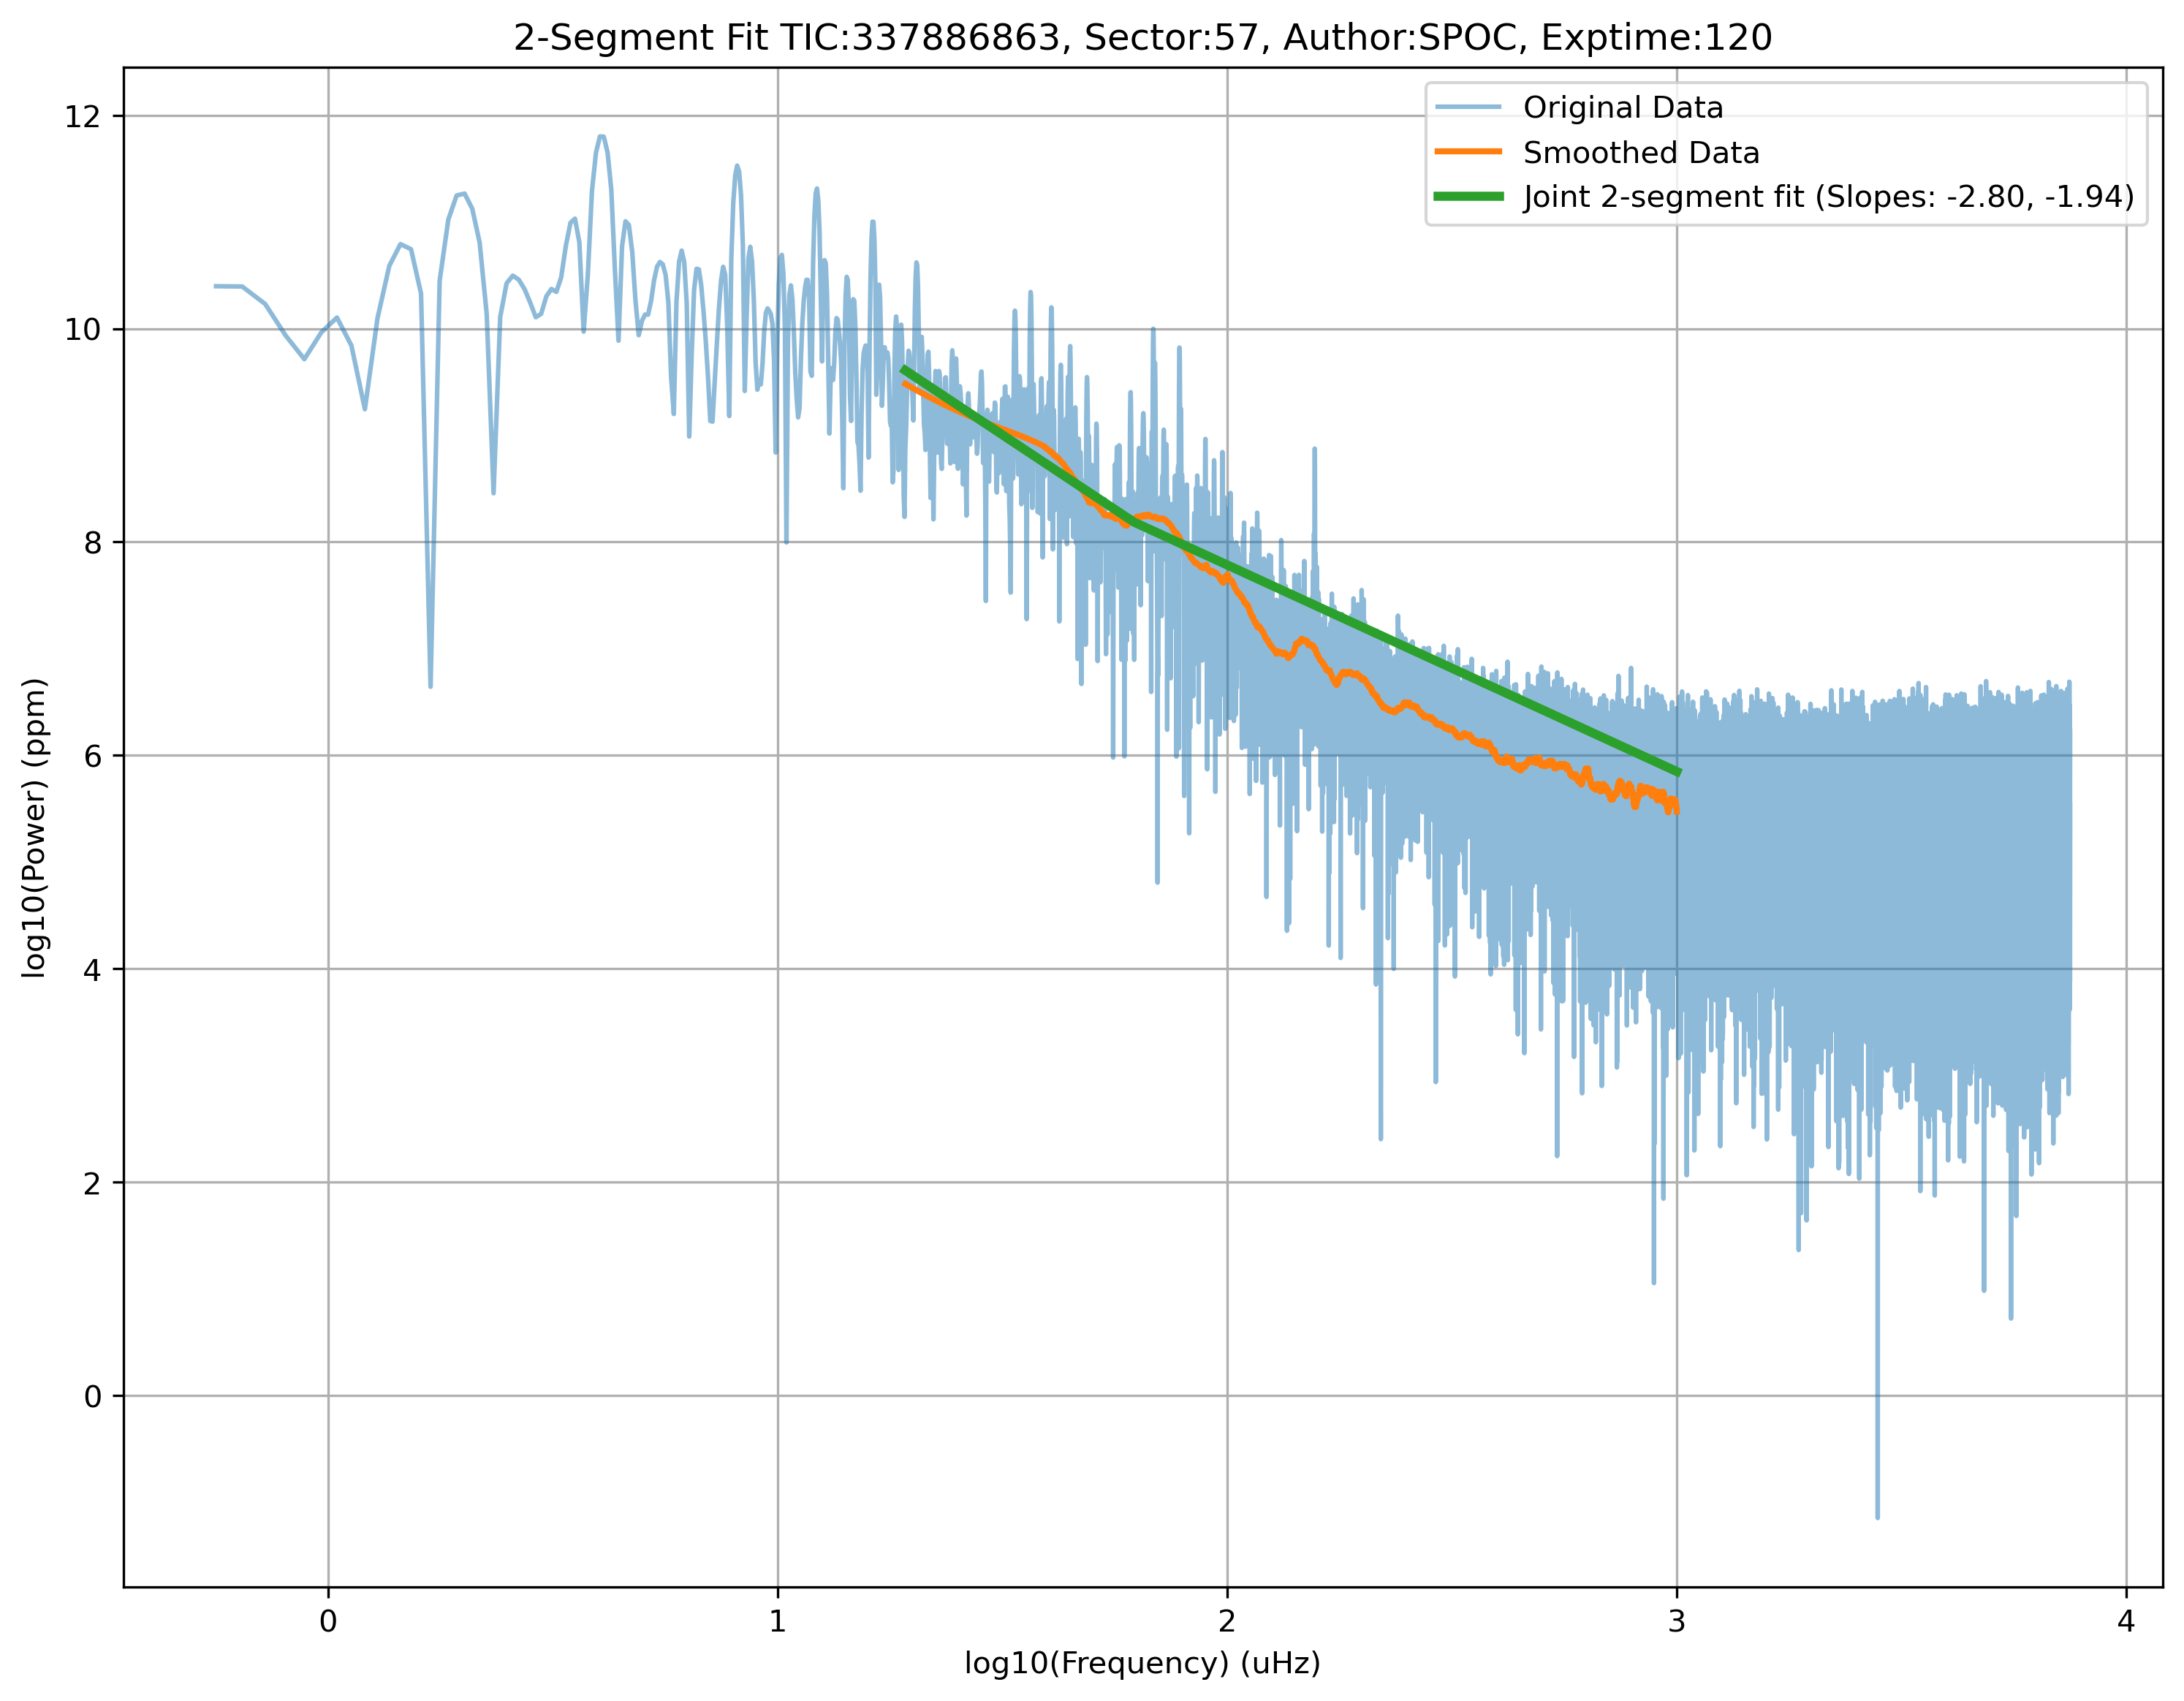 2-Segment Fit TIC:337886863, Sector:57, Author:SPOC, Exptime:120
Original Data
Smoothed Data
Joint 2-segment fit (Slopes: -2.80, -1.94)
log10(Power) (ppm)
12
10
8
6
4
2
0
0 1 2 3 4
log10(Frequency) (uHz)